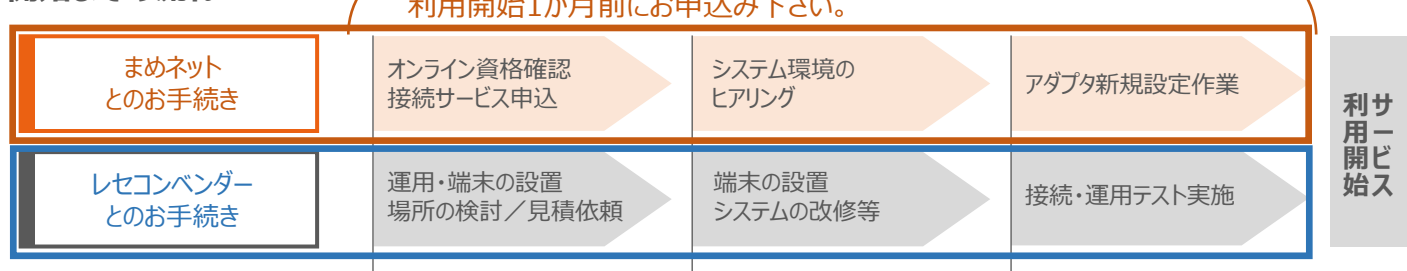 利用開始1か月前にお申込み下さい。
まめネット
とのお手続き
オンライン資格確認
接続サービス申込
システム環境の
ヒアリング
アダプタ新規設定作業
レセコンベンダー
とのお手続き
運用・端末の設置
場所の検討／見積依頼
端末の設置
システムの改修等
接続・運用テスト実施
サービス
利用開始